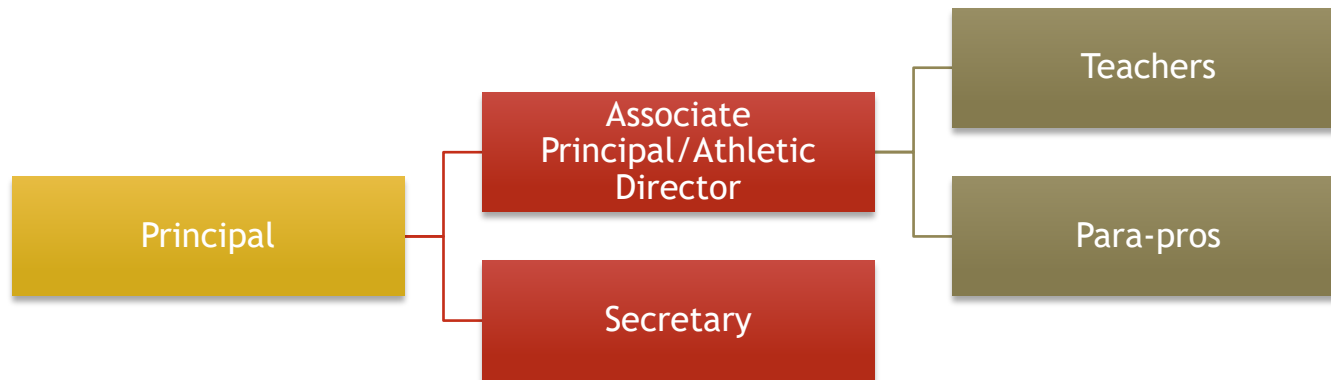 Principal
Associate
Principal/Athletic
Director
Secretary
Teachers
Para-pros